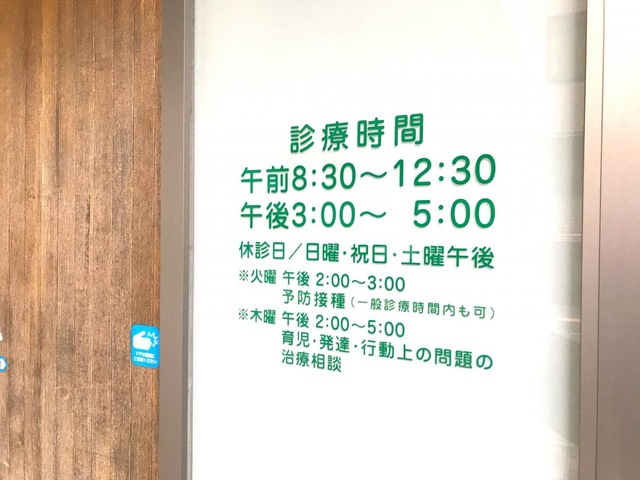 診療時間
午前8:30〜12:30
午後3:00〜 5:00
休診日／日曜・祝日・土曜午後
※火曜 午後 2:00〜3:00
予防接種（一般診療時間内も可）
※木曜 午後 2:00〜5:00
育児・発達・行動上の問題の
治療相談